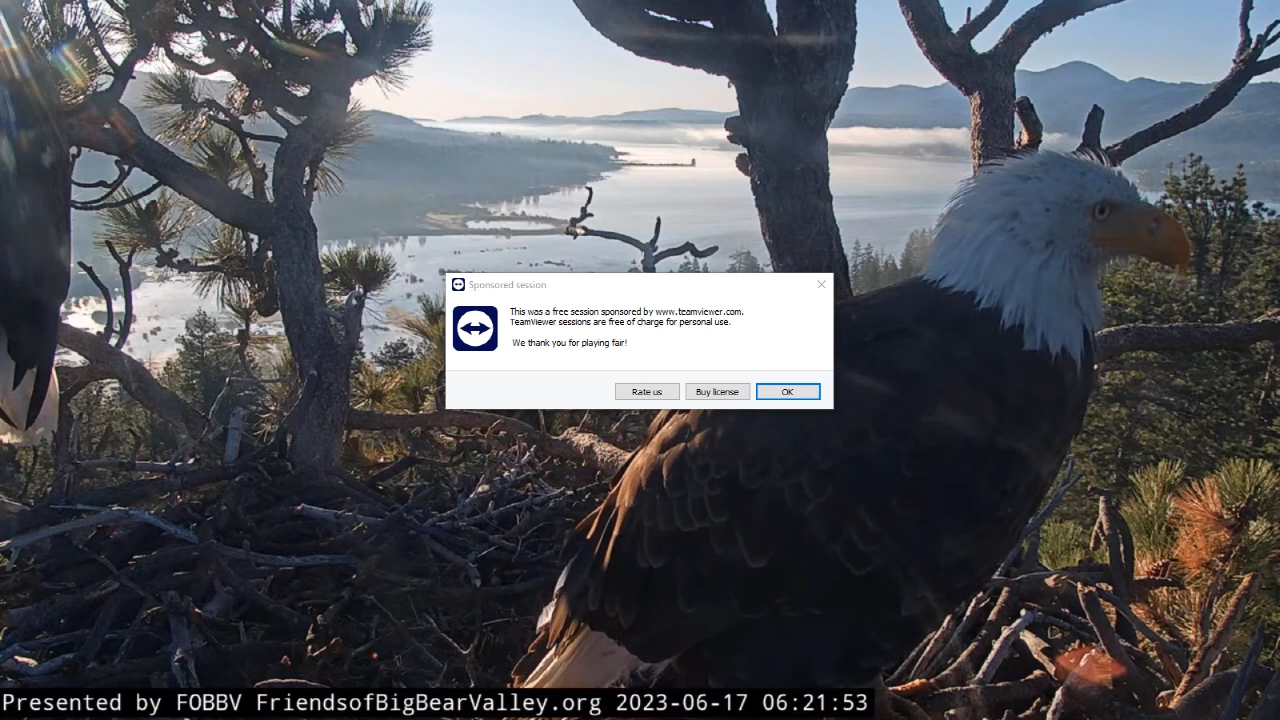 Sponsored session
This was a free session sponsored by www.teamviewer.com.
TeamViewer sessions are free of charge for personal use.
We thank you for playing fair!
Rate us Buy license OK
Presented by FOBBV FriendsofBigBearValley.org 2023-06-17 06:21:53